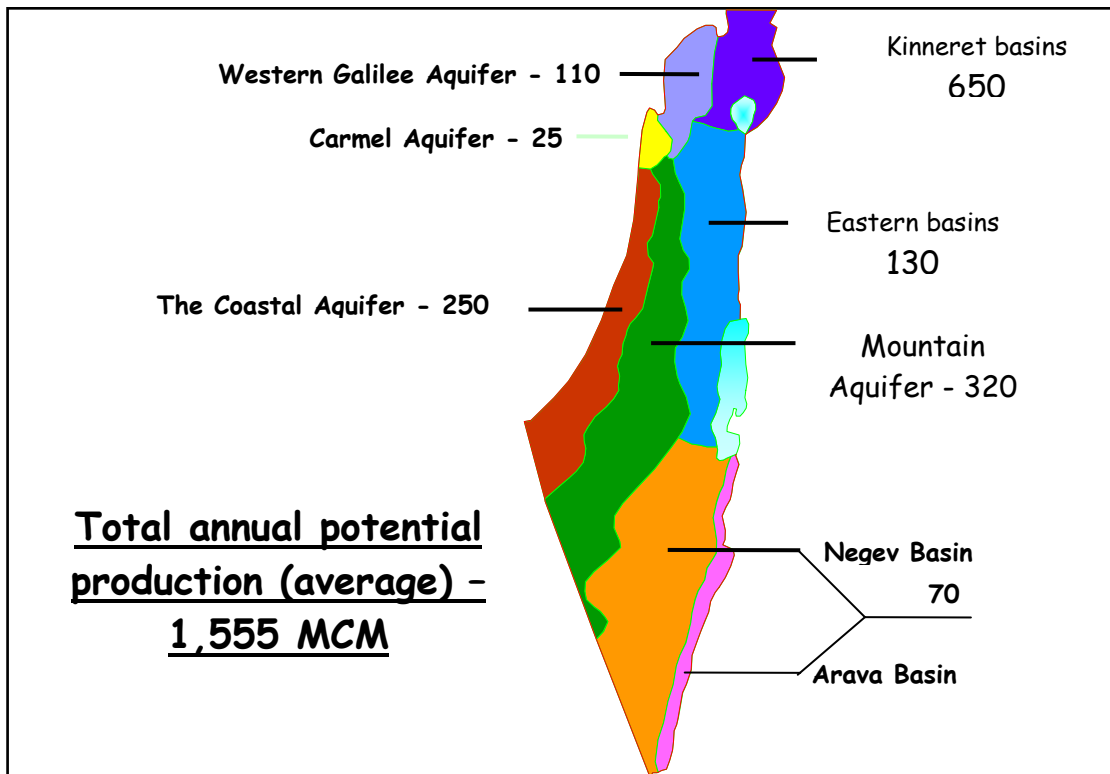 Western Galilee Aquifer - 110
Kinneret basins
650
Carmel Aquifer - 25
Eastern basins
130
The Coastal Aquifer - 250
Mountain
Aquifer - 320
Total annual potential
production (average) –
1,555 MCM
Negev Basin
70
Arava Basin